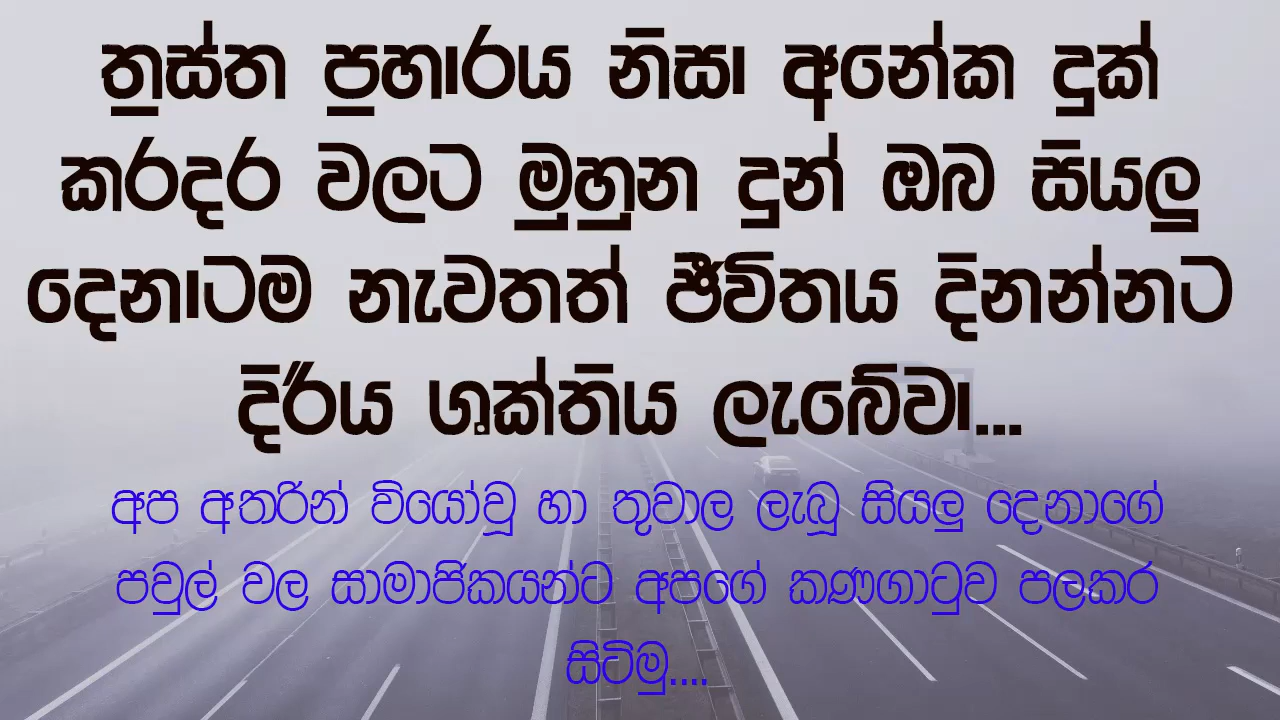 ත්‍රස්ත ප්‍රහාරය නිසා අනේක දුක්
කරදර වලට මුහුන දුන් ඔබ සියලු
දෙනාටම නැවතත් ජීවිතය දිනන්නට
දිරිය ශක්තිය ලැබේවා...
අප අතරින් වියෝවූ හා තුවාල ලැබූ සියලු දෙනාගේ
පවුල් වල සාමාජිකයන්ට අපගේ කණගාටුව පලකර
සිටිමු....